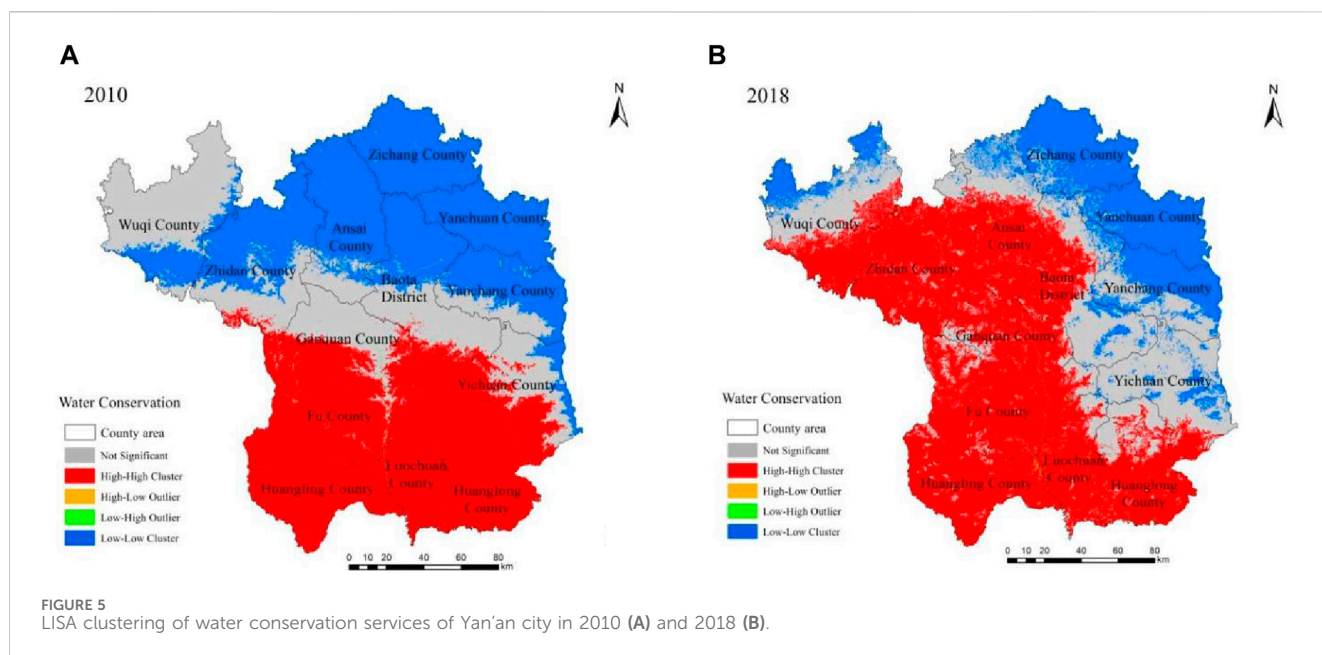 A
2010
N
Zichang County
Wuqi County
Yanchuan County
Ansai
County
Zhidan County
Baota
District
Yanchang County
Ganquan County
Yichuan County
Fu County
Luochuan
County
Huangling County
Huanglong
County
Water Conservation
County area
Not Significant
High-High Cluster
High-Low Outlier
Low-High Outlier
Low-Low Cluster
0 10 20 40 60 80
km
B
2018
N
Zichang County
Wuqi County
Yanchuan County
Ansai
County
Zhidan County
Baota
District
Yanchang County
Ganquan County
Yichuan County
Fu County
Luochuan
County
Huangling County
Huanglong
County
Water Conservation
County area
Not Significant
High-High Cluster
High-Low Outlier
Low-High Outlier
Low-Low Cluster
0 10 20 40 60 80
km
FIGURE 5
LISA clustering of water conservation services of Yan'an city in 2010 (A) and 2018 (B).